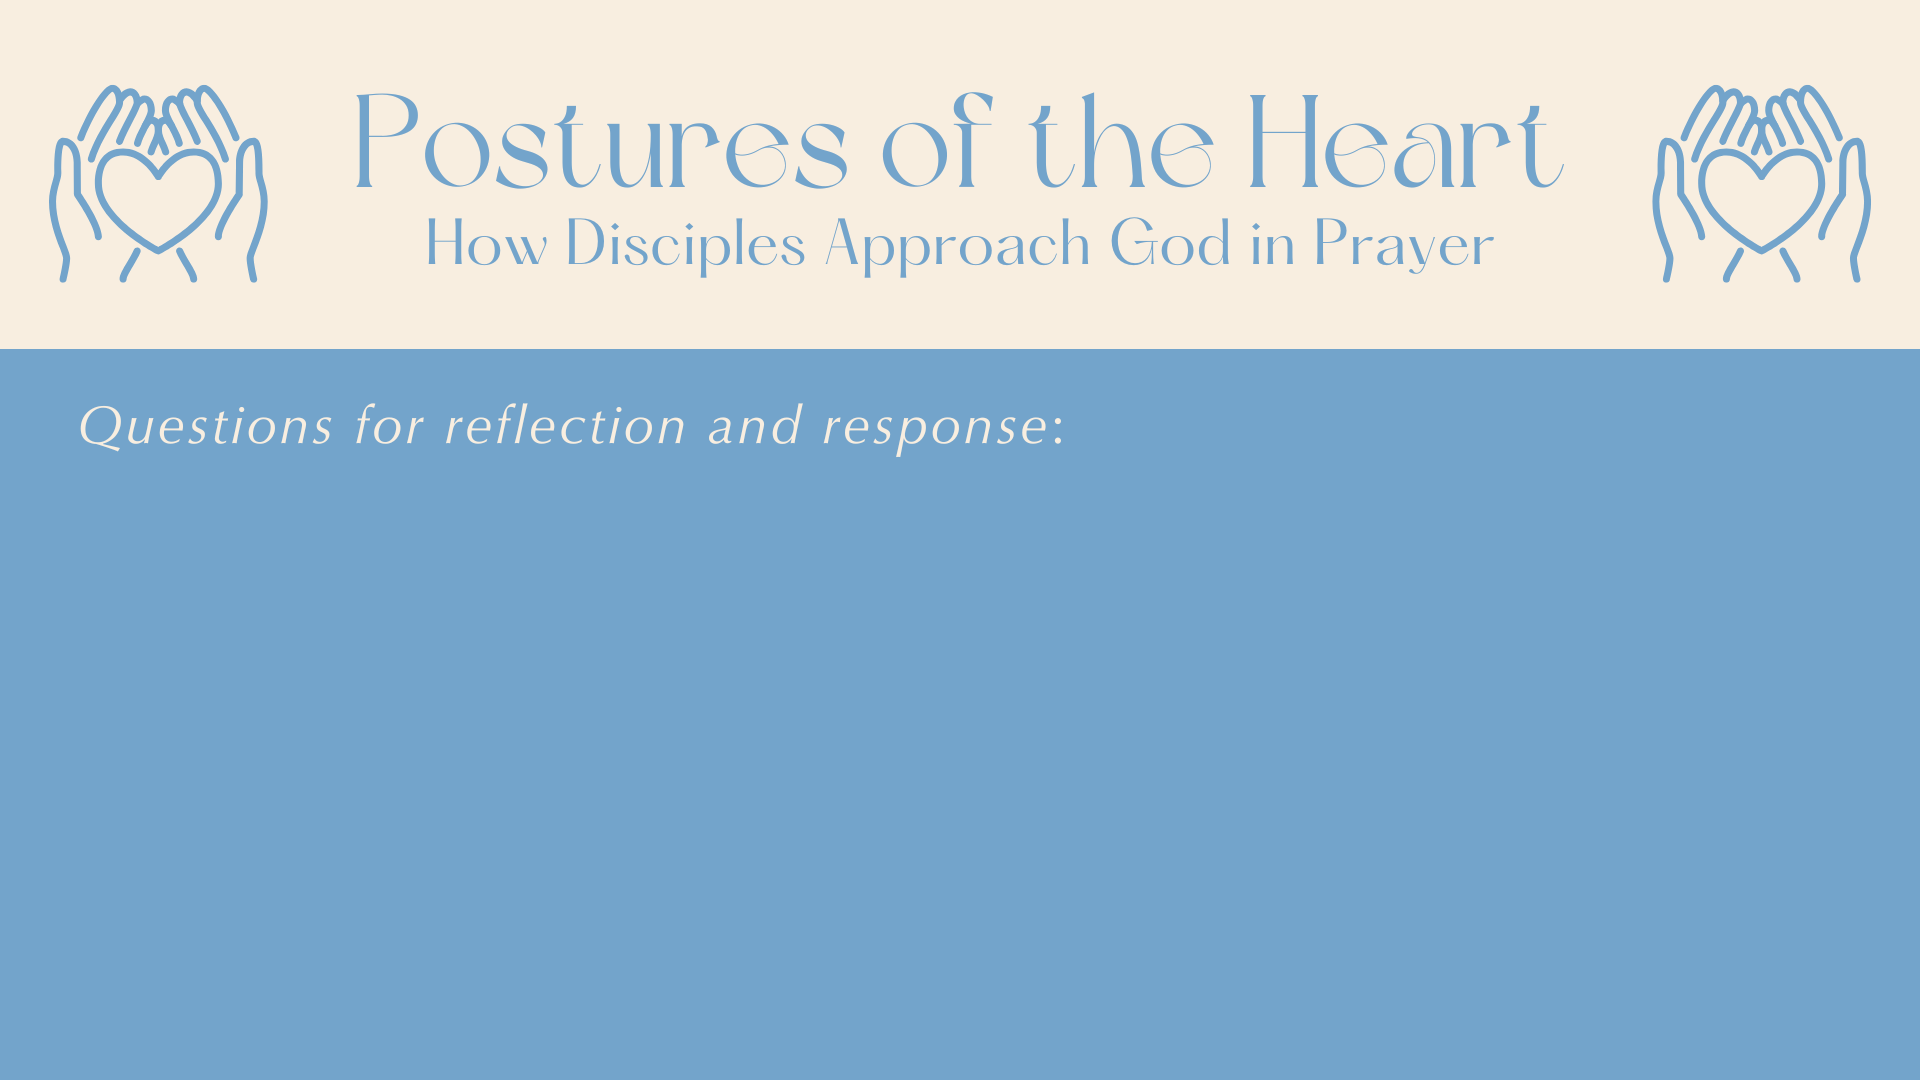 Postures of the Heart
How Disciples Approach God in Prayer
Questions for reflection and response: